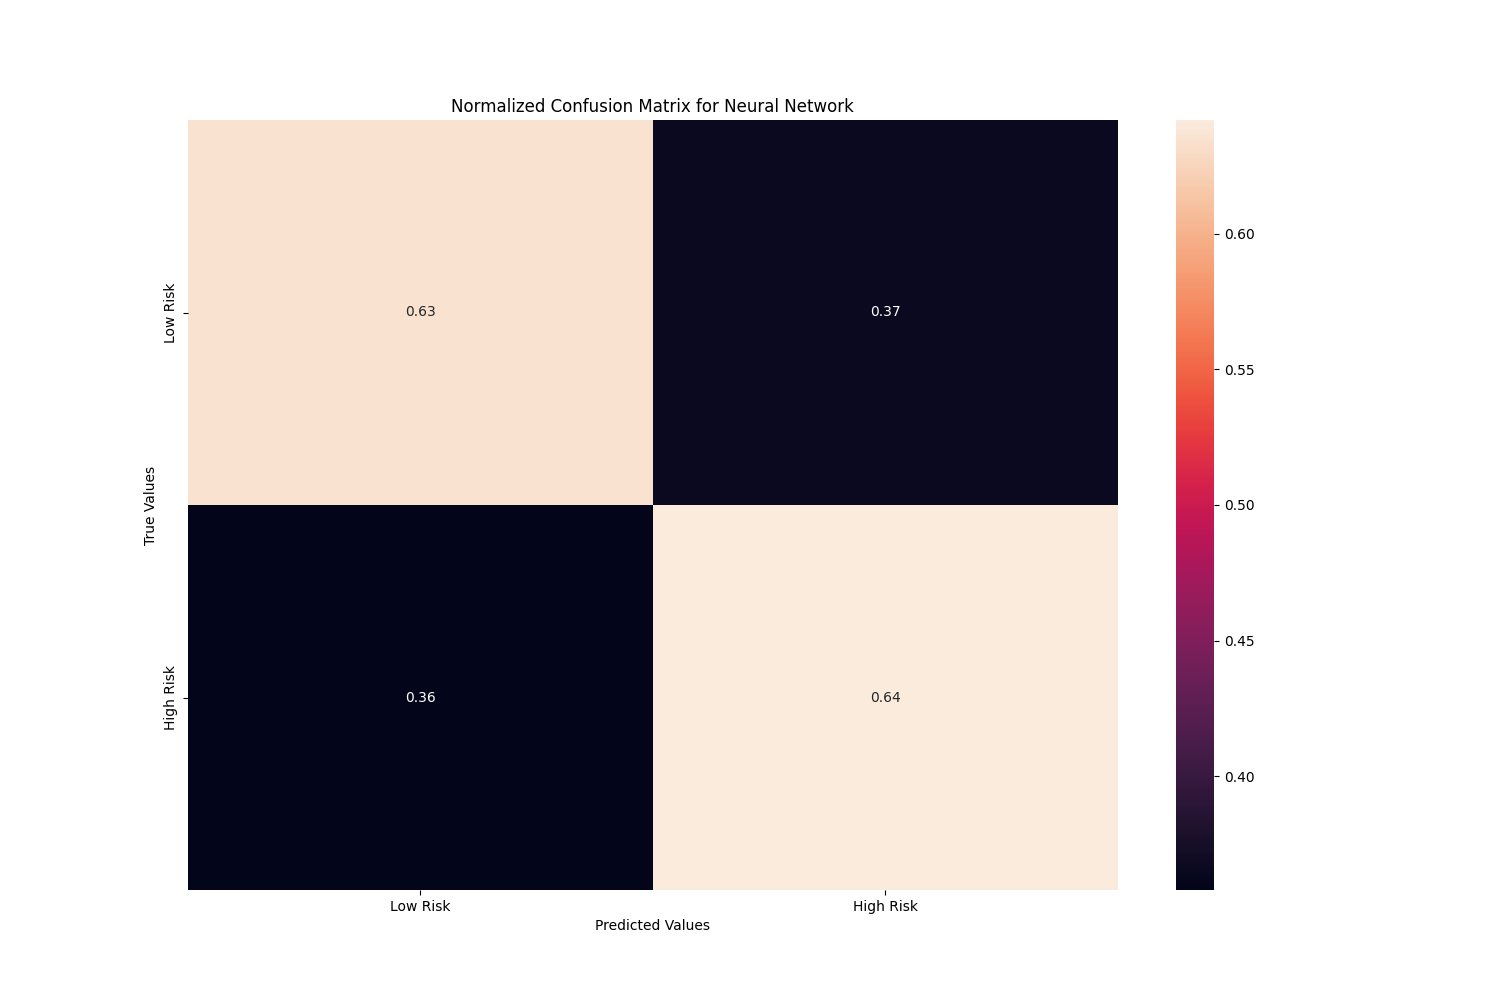 Normalized Confusion Matrix for Neural Network
True Values
Low Risk
High Risk
0.63
0.37
0.36
0.64
Low Risk
High Risk
Predicted Values
0.60
0.55
0.50
0.45
0.40